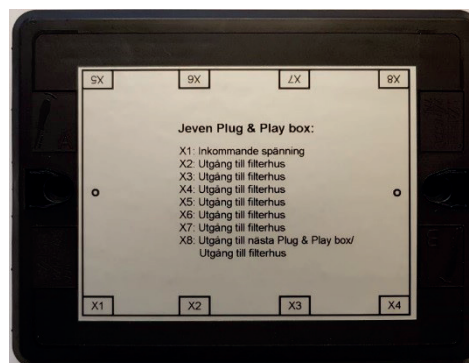 X5 X6 X7 X8
Jeven Plug & Play box:
X1: Inkommande spänning
X2: Utgång till filterhus
X3: Utgång till filterhus
X4: Utgång till filterhus
X5: Utgång till filterhus
X6: Utgång till filterhus
X7: Utgång till filterhus
X8: Utgång till nästa Plug & Play box/
Utgång till filterhus
X1 X2 X3 X4